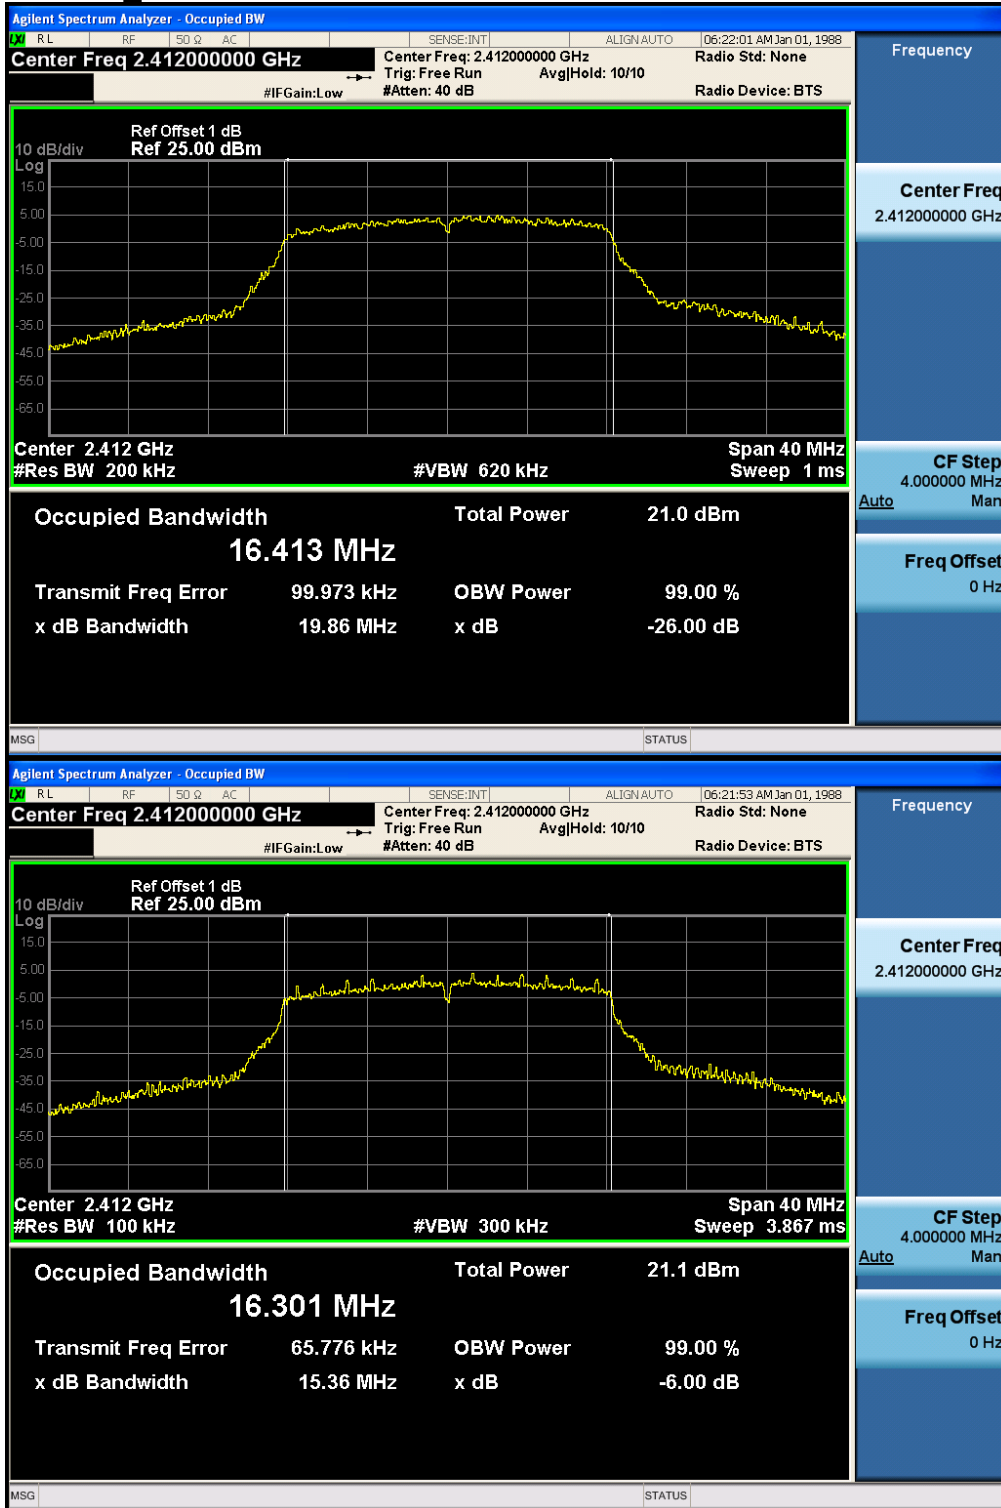 Agilent Spectrum Analyzer - Occupied BW
LXI RL RF 50 Ω AC SENSE:INT ALIGN AUTO 06:22:01 AM Jan 01, 1988
Center Freq 2.412000000 GHz
Center Freq: 2.412000000 GHz Radio Std: None
Trig: Free Run Avg|Hold: 10/10
#IFGain:Low #Atten: 40 dB Radio Device: BTS
Frequency
Ref Offset 1 dB
10 dB/div Ref 25.00 dBm
Log
15.0
5.00
-5.00
-15.0
-25.0
-35.0
-45.0
-55.0
-65.0
Center Freq
2.412000000 GHz
Center 2.412 GHz Span 40 MHz
#Res BW 200 kHz #VBW 620 kHz Sweep 1 ms
CF Step
4.000000 MHz
Auto Man
Occupied Bandwidth Total Power 21.0 dBm
16.413 MHz
Transmit Freq Error 99.973 kHz OBW Power 99.00 %
x dB Bandwidth 19.86 MHz x dB -26.00 dB
Freq Offset
0 Hz
MSG STATUS
Agilent Spectrum Analyzer - Occupied BW
LXI RL RF 50 Ω AC SENSE:INT ALIGN AUTO 06:21:53 AM Jan 01, 1988
Center Freq 2.412000000 GHz
Center Freq: 2.412000000 GHz Radio Std: None
Trig: Free Run Avg|Hold: 10/10
#IFGain:Low #Atten: 40 dB Radio Device: BTS
Frequency
Ref Offset 1 dB
10 dB/div Ref 25.00 dBm
Log
15.0
5.00
-5.00
-15.0
-25.0
-35.0
-45.0
-55.0
-65.0
Center Freq
2.412000000 GHz
Center 2.412 GHz Span 40 MHz
#Res BW 100 kHz #VBW 300 kHz Sweep 3.867 ms
CF Step
4.000000 MHz
Auto Man
Occupied Bandwidth Total Power 21.1 dBm
16.301 MHz
Transmit Freq Error 65.776 kHz OBW Power 99.00 %
x dB Bandwidth 15.36 MHz x dB -6.00 dB
Freq Offset
0 Hz
MSG STATUS